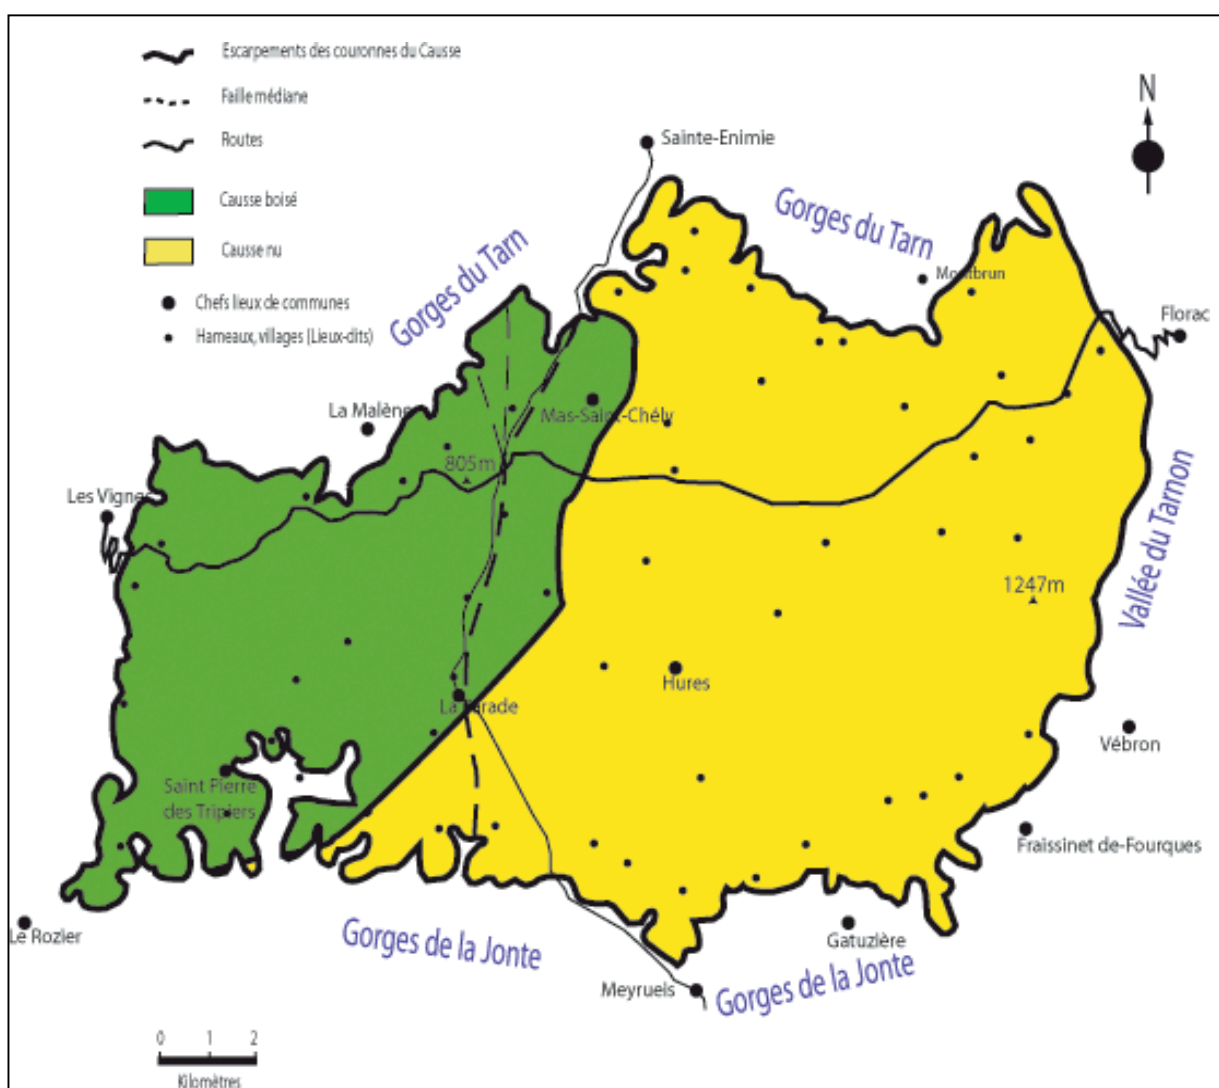 Escarpements des couronnes du Causse
Faille médiane
Routes
Causse boisé
Causse nu
Chefs lieux de communes
Hameaux, villages (Lieux-dits)
N
Sainte-Enimie
Gorges du Tarn
Gorges du Tarn
Montbrun
Florac
La Malène
Mas-Saint-Chély
805m
Les Vignes
Vallée du Tarnon
1247m
Hures
La Parade
Vébron
Saint Pierre
des Tripiers
Fraissinet de-Fourques
Le Rozier
Gorges de la Jonte
Gatuzière
Meyrueis
Gorges de la Jonte
0 1 2
Kilomètres